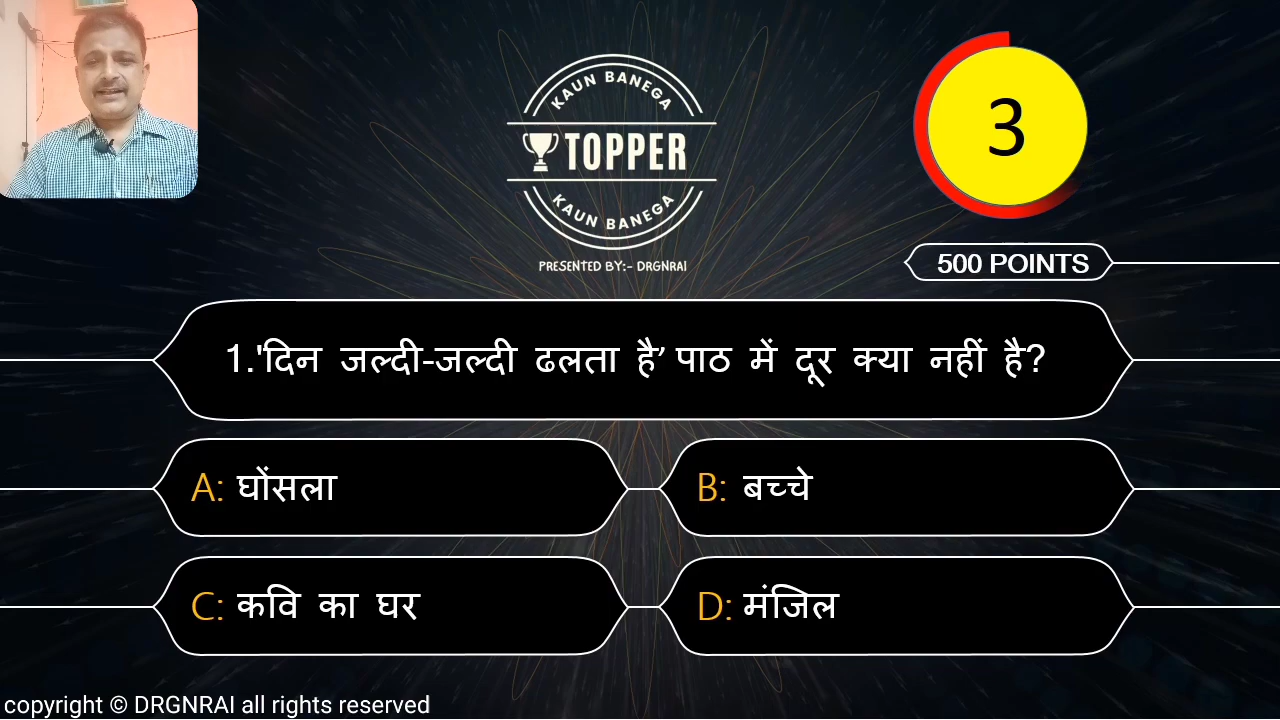 KAUN BANEGA
TOPPER
KAUN BANEGA
PRESENTED BY:- DRGNRAI
3
500 POINTS
1.'दिन जल्दी-जल्दी ढलता है’ पाठ में दूर क्या नहीं है?
A: घोंसला
B: बच्चे
C: कवि का घर
D: मंजिल
copyright © DRGNRAI all rights reserved